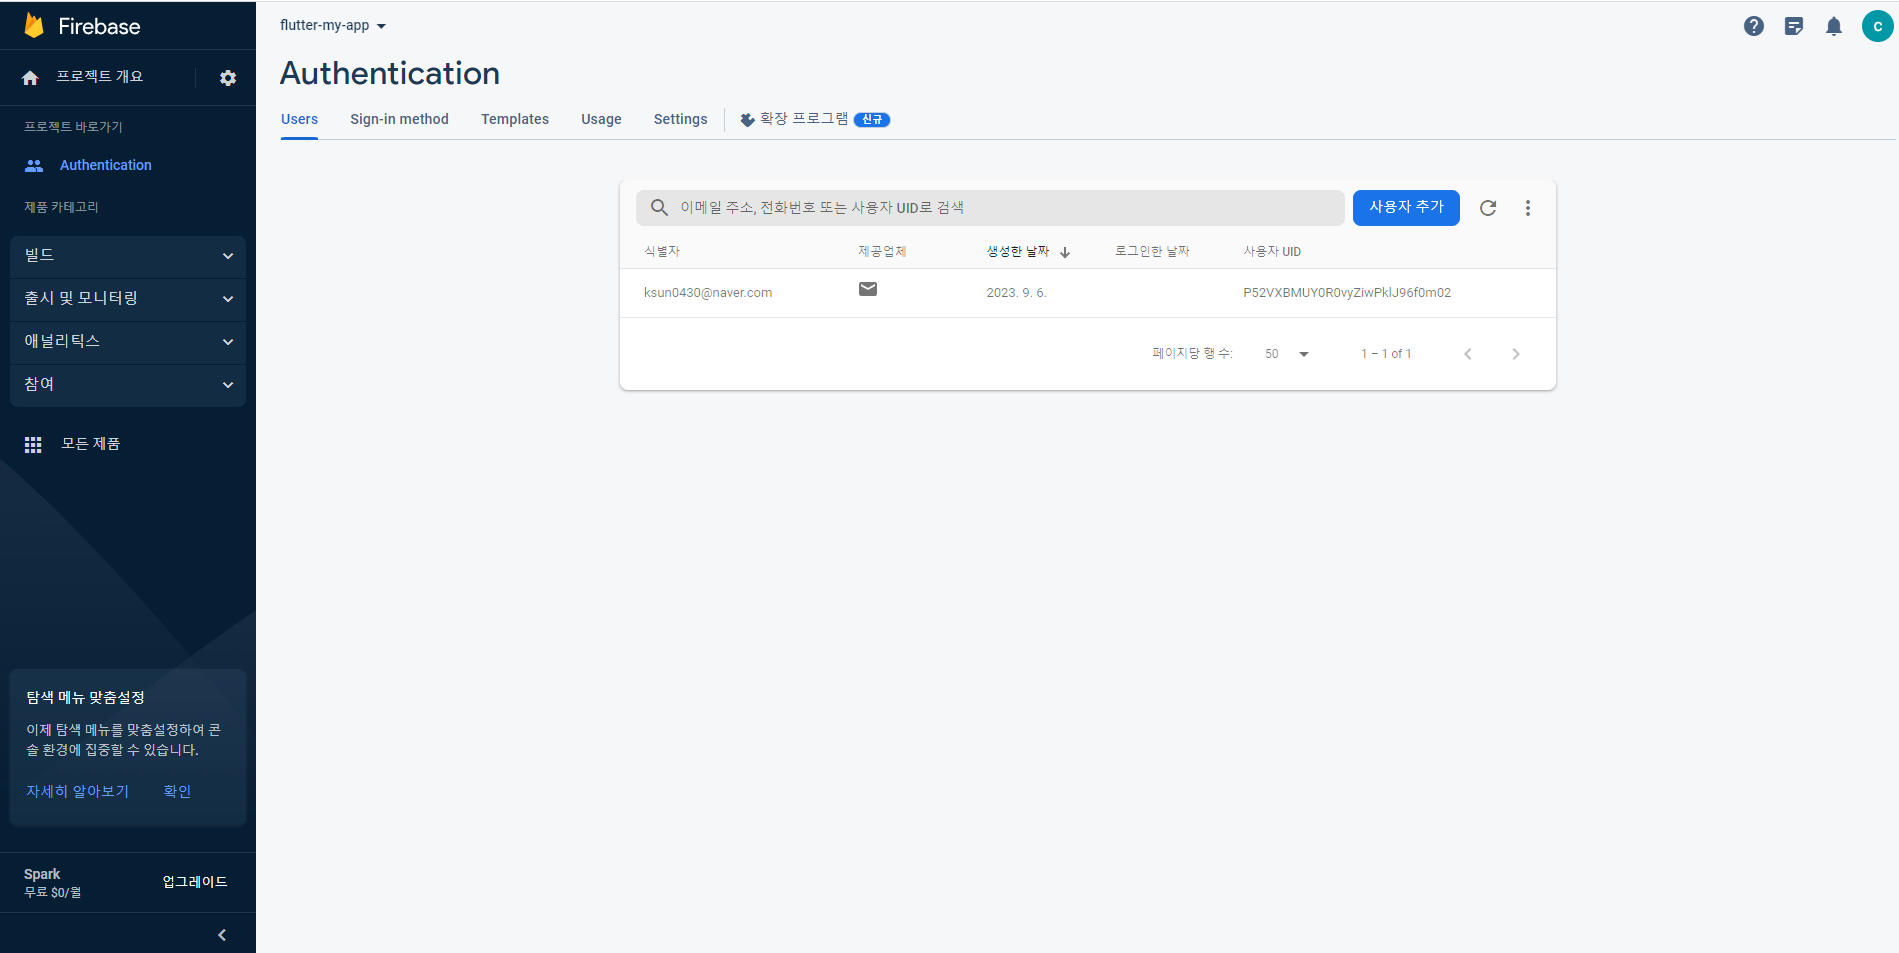 Firebase
flutter-my-app
C
프로젝트 개요
Authentication
Users Sign-in method Templates Usage Settings 확장 프로그램 신규
프로젝트 바로가기
Authentication
제품 카테고리
빌드
출시 및 모니터링
애널리틱스
참여
모든 제품
이메일 주소, 전화번호 또는 사용자 UID로 검색 사용자 추가
식별자 제공업체 생성한 날짜 로그인한 날짜 사용자 UID
ksun0430@naver.com 2023. 9. 6. P52VXBMUY0R0vyZiwPklJ96f0m02
페이지당 행 수: 50 1 – 1 of 1
탐색 메뉴 맞춤설정
이제 탐색 메뉴를 맞춤설정하여 콘
솔 환경에 집중할 수 있습니다.
자세히 알아보기 확인
Spark
무료 $0/월
업그레이드